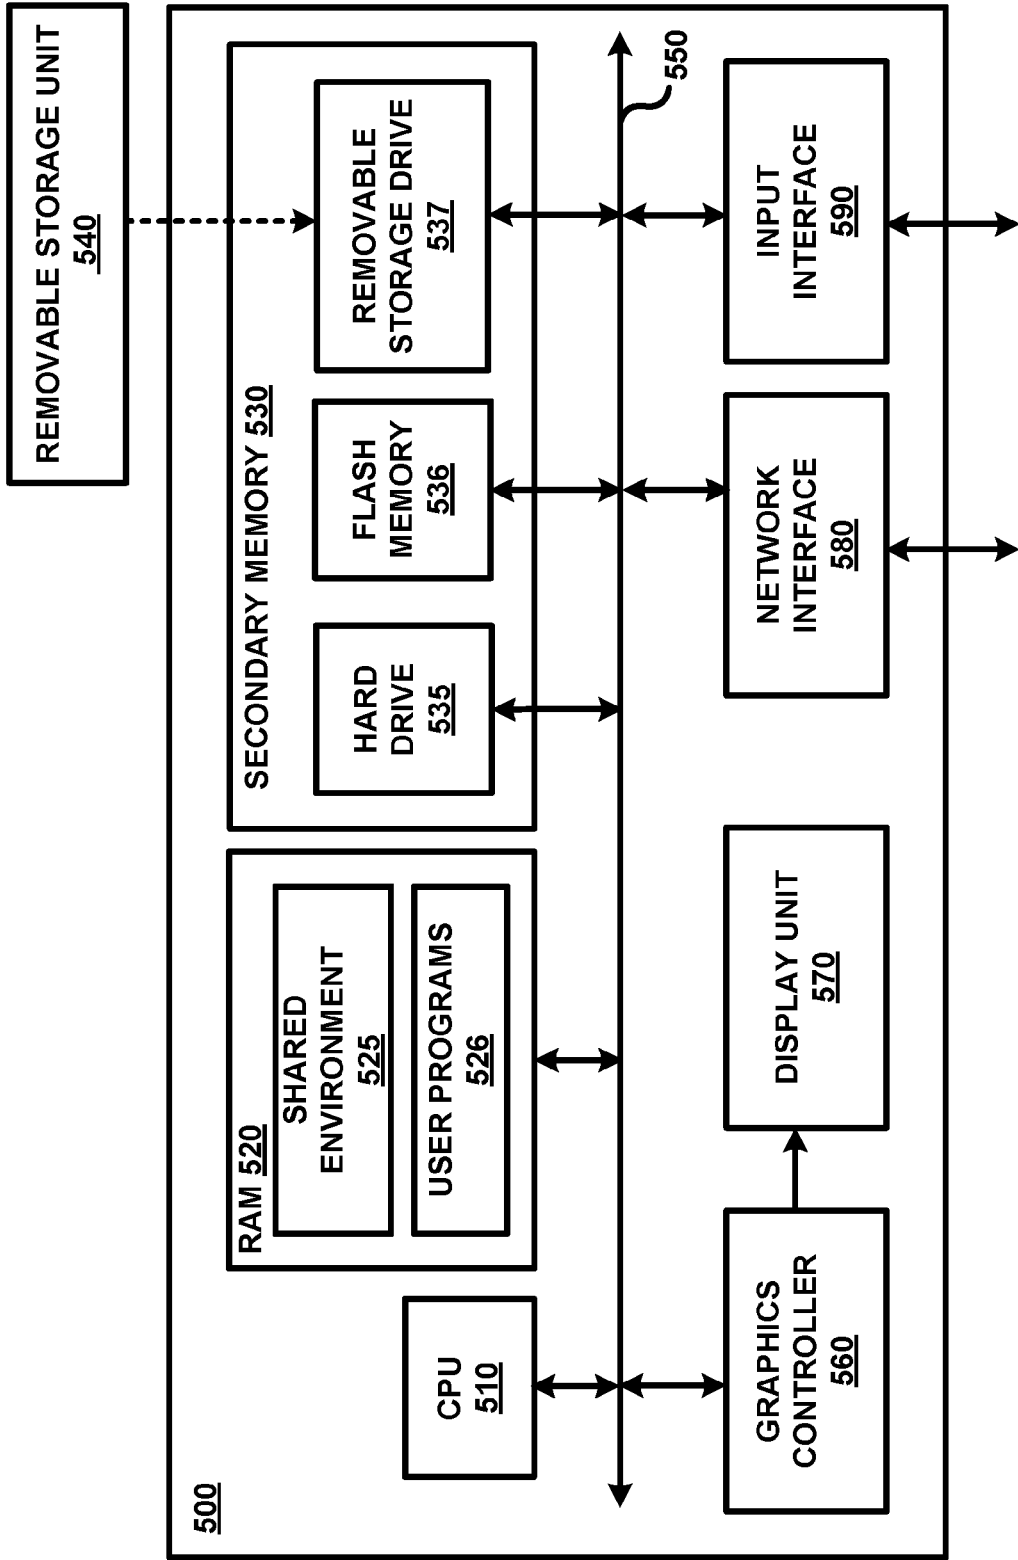 500
CPU
510
RAM 520
SHARED
ENVIRONMENT
525
USER PROGRAMS
526
SECONDARY MEMORY 530
HARD
DRIVE
535
FLASH
MEMORY
536
REMOVABLE
STORAGE DRIVE
537
REMOVABLE STORAGE UNIT
540
550
GRAPHICS
CONTROLLER
560
DISPLAY UNIT
570
NETWORK
INTERFACE
580
INPUT
INTERFACE
590